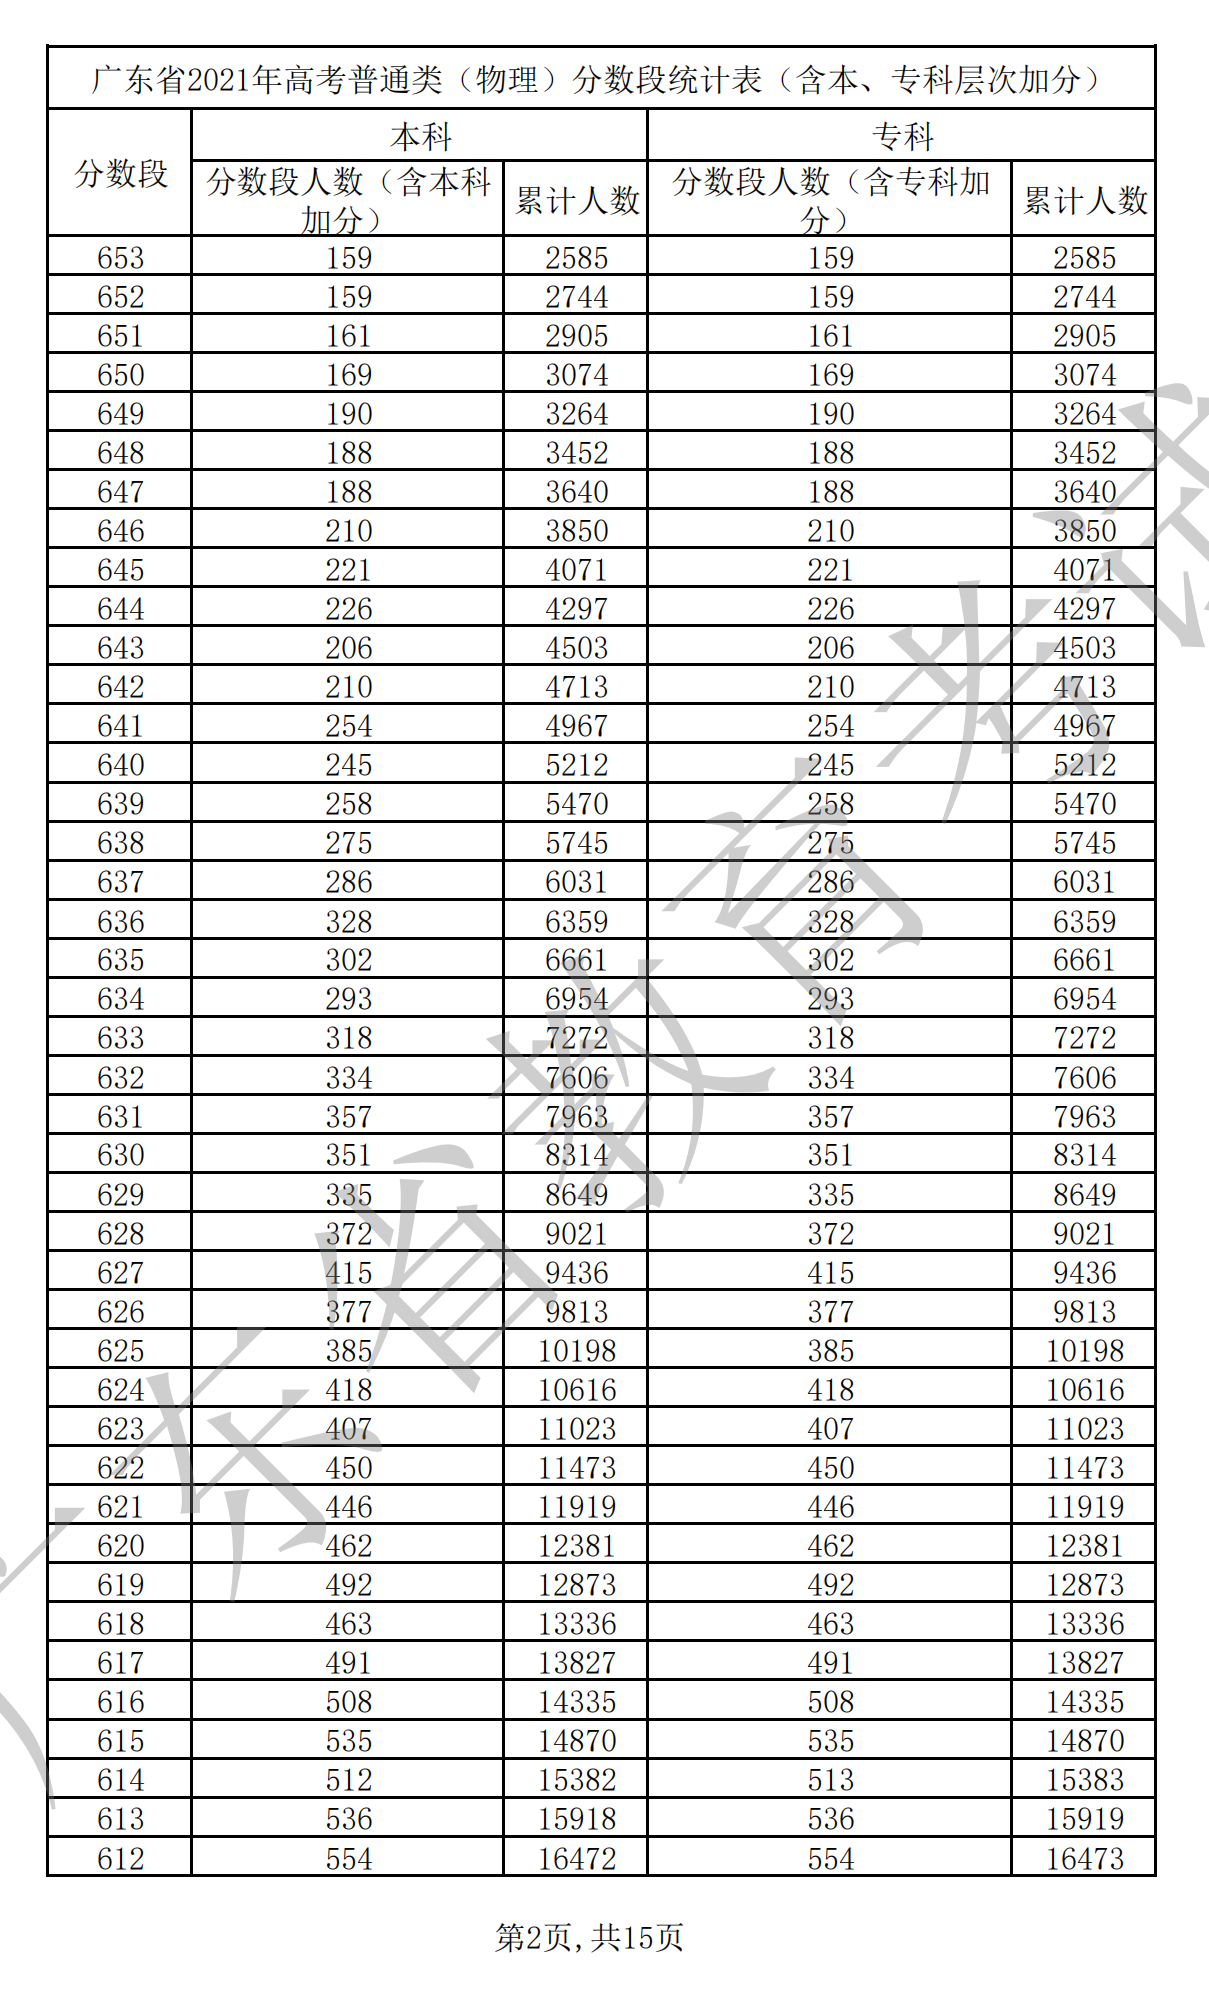 广东省2021年高考普通类（物理）分数段统计表（含本、专科层次加分）
分数段 本科 专科
分数段人数（含本科加分） 累计人数 分数段人数（含专科加分） 累计人数
653 159 2585 159 2585
652 159 2744 159 2744
651 161 2905 161 2905
650 169 3074 169 3074
649 190 3264 190 3264
648 188 3452 188 3452
647 188 3640 188 3640
646 210 3850 210 3850
645 221 4071 221 4071
644 226 4297 226 4297
643 206 4503 206 4503
642 210 4713 210 4713
641 254 4967 254 4967
640 245 5212 245 5212
639 258 5470 258 5470
638 275 5745 275 5745
637 286 6031 286 6031
636 328 6359 328 6359
635 302 6661 302 6661
634 293 6954 293 6954
633 318 7272 318 7272
632 334 7606 334 7606
631 357 7963 357 7963
630 351 8314 351 8314
629 335 8649 335 8649
628 372 9021 372 9021
627 415 9436 415 9436
626 377 9813 377 9813
625 385 10198 385 10198
624 418 10616 418 10616
623 407 11023 407 11023
622 450 11473 450 11473
621 446 11919 446 11919
620 462 12381 462 12381
619 492 12873 492 12873
618 463 13336 463 13336
617 491 13827 491 13827
616 508 14335 508 14335
615 535 14870 535 14870
614 512 15382 513 15383
613 536 15918 536 15919
612 554 16472 554 16473
第2页,共15页
广东省教育考试